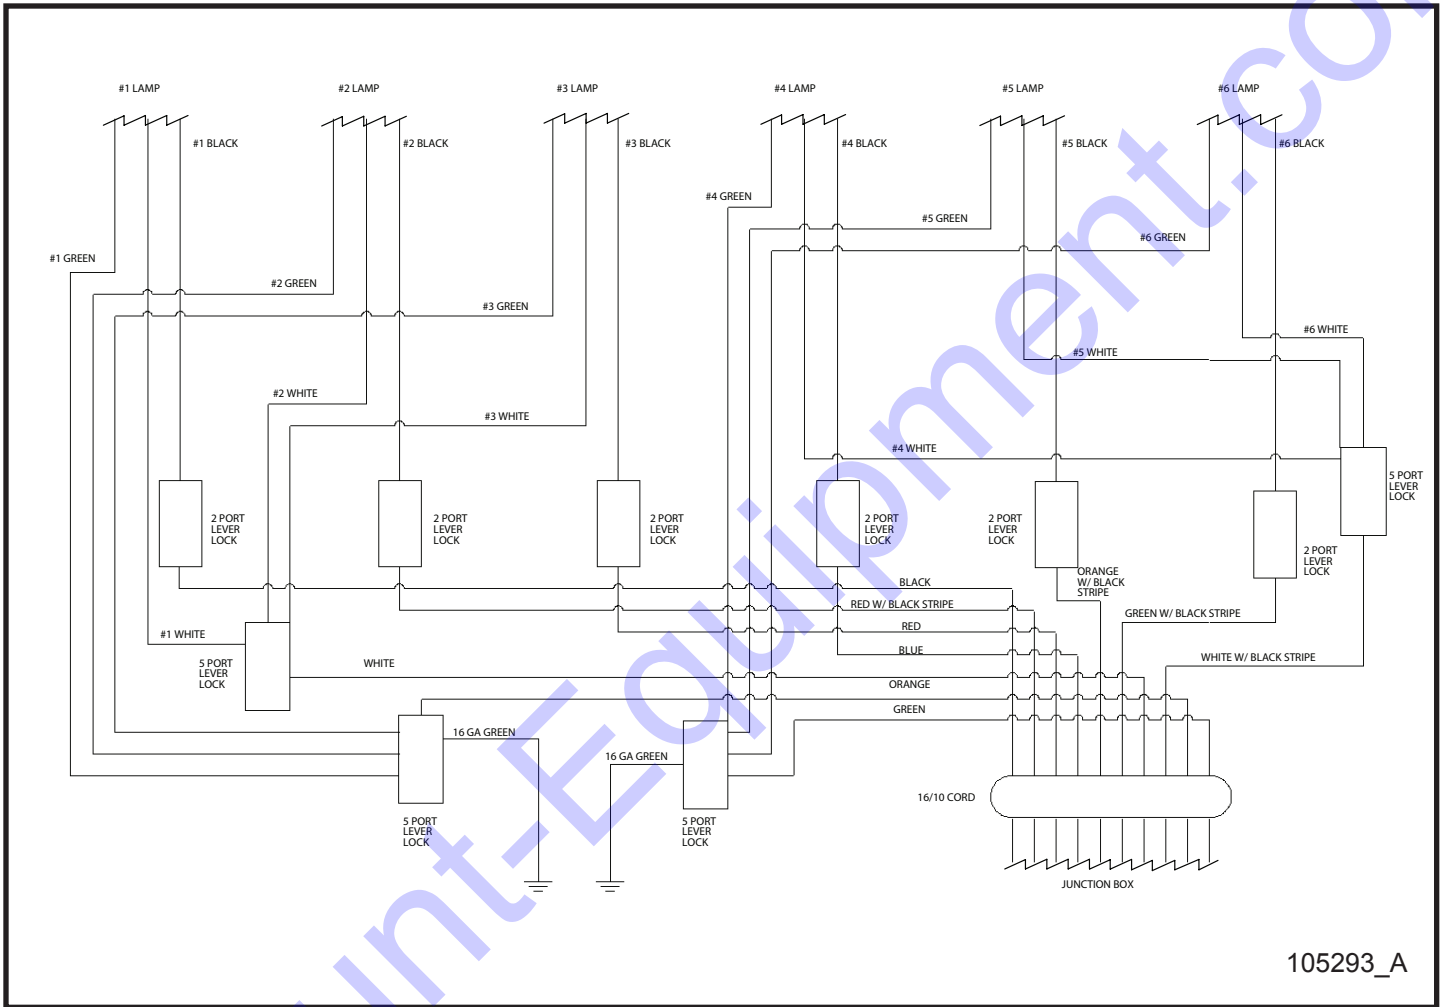 #1 LAMP
#2 LAMP
#3 LAMP
#4 LAMP
#5 LAMP
#6 LAMP
#1 BLACK
#2 BLACK
#3 BLACK
#4 BLACK
#5 BLACK
#6 BLACK
#4 GREEN
#5 GREEN
#6 GREEN
#1 GREEN
#2 GREEN
#3 GREEN
#6 WHITE
#5 WHITE
#2 WHITE
#3 WHITE
#4 WHITE
5 PORT
LEVER
LOCK
2 PORT
LEVER
LOCK
2 PORT
LEVER
LOCK
2 PORT
LEVER
LOCK
2 PORT
LEVER
LOCK
2 PORT
LEVER
LOCK
2 PORT
LEVER
LOCK
ORANGE
W/ BLACK
STRIPE
BLACK
RED W/ BLACK STRIPE
GREEN W/ BLACK STRIPE
RED
#1 WHITE
BLUE
WHITE W/ BLACK STRIPE
5 PORT
LEVER
LOCK
WHITE
ORANGE
GREEN
16 GA GREEN
16 GA GREEN
16/10 CORD
5 PORT
LEVER
LOCK
5 PORT
LEVER
LOCK
JUNCTION BOX
105293_A
unt-Equipment.co